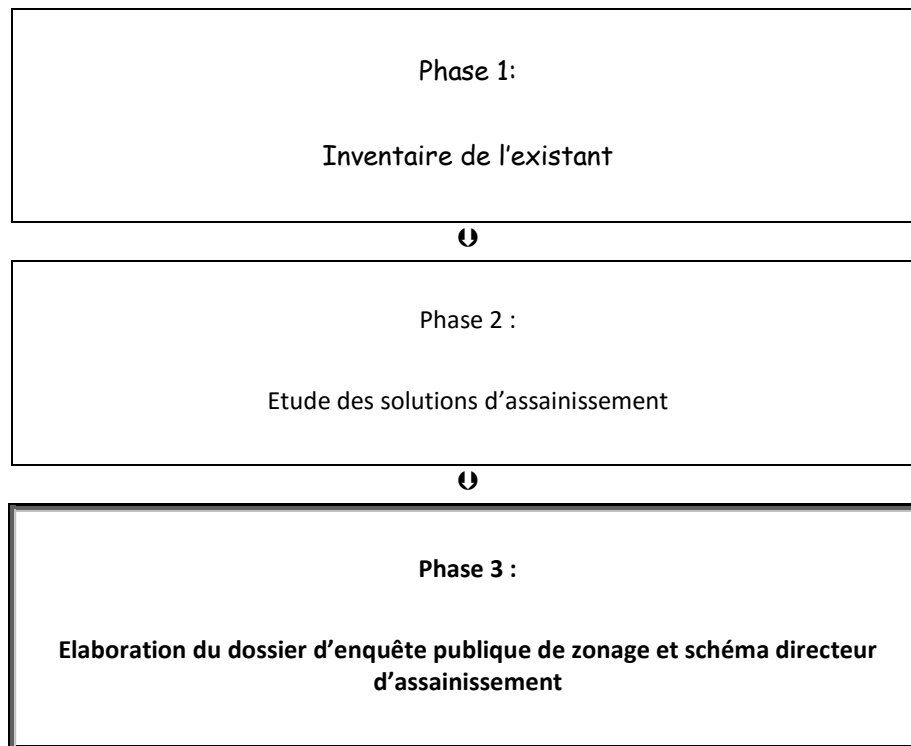 Phase 1:
Inventaire de l'existant
Phase 2 :
Etude des solutions d'assainissement
Phase 3 :
Elaboration du dossier d'enquête publique de zonage et schéma directeur
d'assainissement